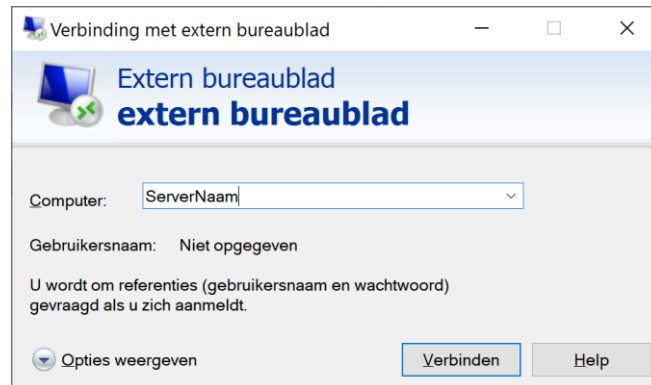 Verbinding met extern bureaublad
Extern bureaublad
extern bureaublad
Computer: ServerNaam
Gebruikersnaam: Niet opgegeven
U wordt om referenties (gebruikersnaam en wachtwoord)
gevraagd als u zich aanmeldt.
Opties weergeven Verbinden Help